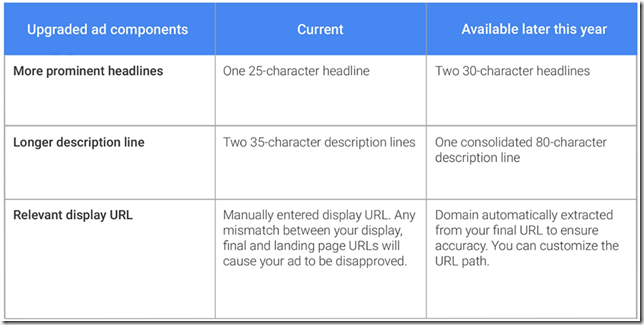 Upgraded ad components
Current
Available later this year
More prominent headlines
One 25-character headline
Two 30-character headlines
Longer description line
Two 35-character description lines
One consolidated 80-character
description line
Relevant display URL
Manually entered display URL. Any
mismatch between your display,
final and landing page URLs will
cause your ad to be disapproved.
Domain automatically extracted
from your final URL to ensure
accuracy. You can customize the
URL path.